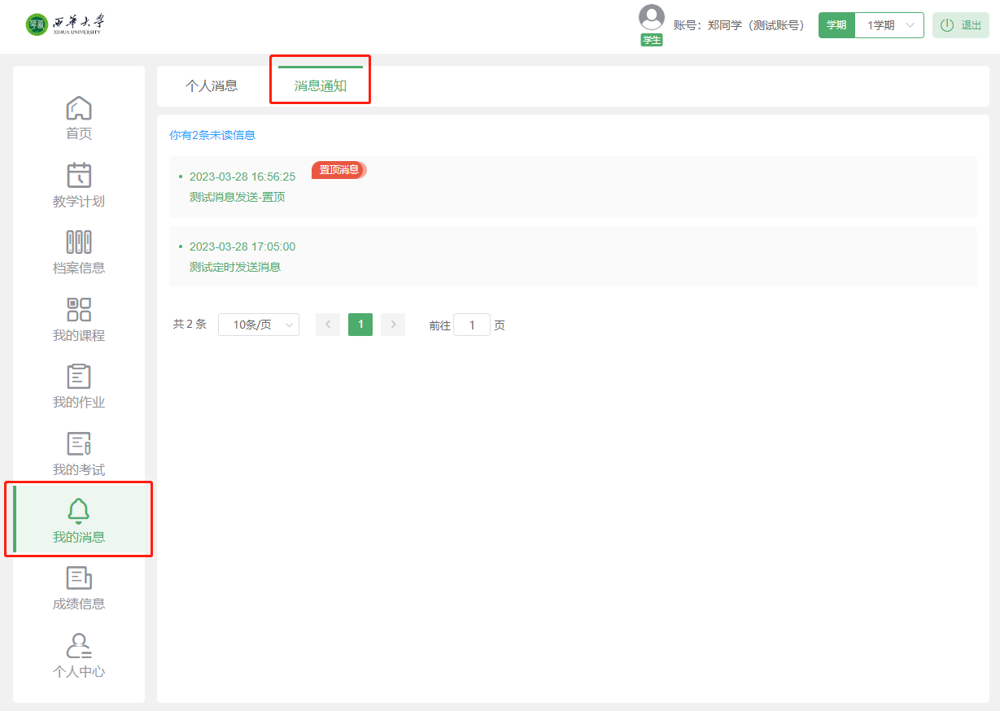 西华大学
XIHUA UNIVERSITY
学生
账号：郑同学（测试账号）
学期
1学期
退出
首页
教学计划
档案信息
我的课程
我的作业
我的考试
我的消息
成绩信息
个人中心
个人消息
消息通知
你有2条未读信息
2023-03-28 16:56:25
置顶消息
测试消息发送-置顶
2023-03-28 17:05:00
测试定时发送消息
共 2 条
10条/页
1
前往 1 页